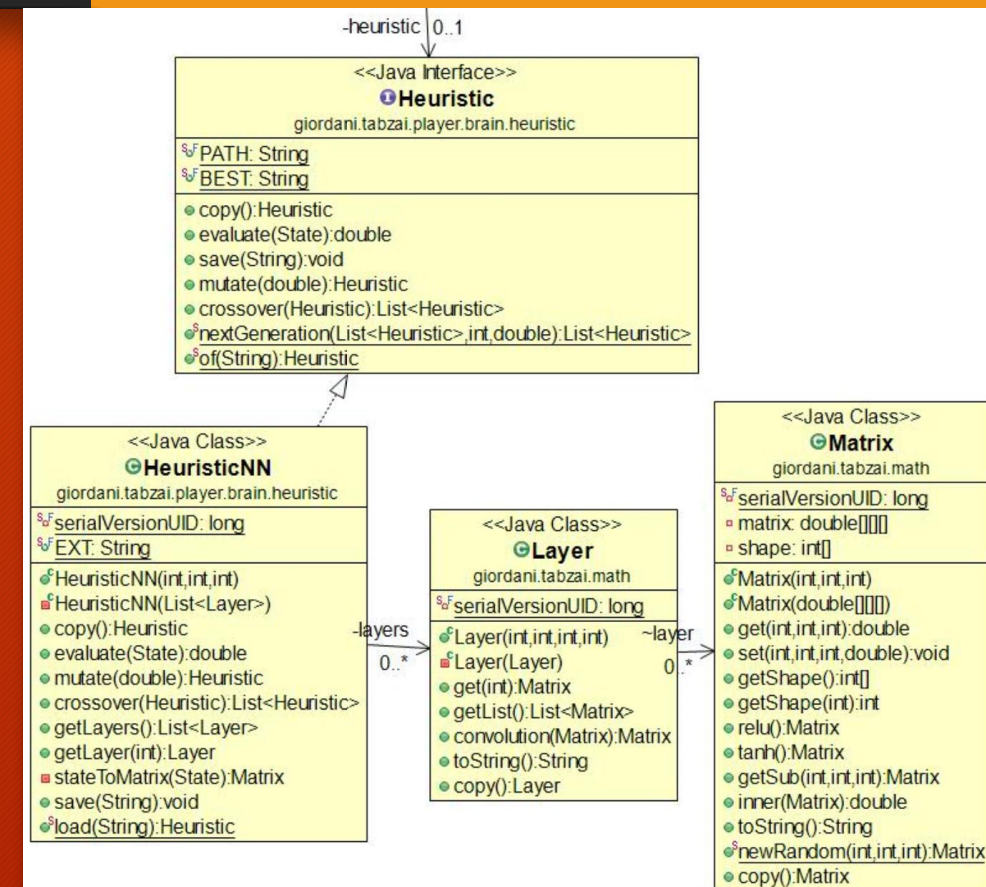 -heuristic 0..1
<<Java Interface>>
Heuristic
giordani.tabzai.player.brain.heuristic
PATH: String
BEST: String
copy():Heuristic
evaluate(State):double
save(String):void
mutate(double):Heuristic
crossover(Heuristic):List<Heuristic>
nextGeneration(List<Heuristic>,int,double):List<Heuristic>
of(String):Heuristic
<<Java Class>>
HeuristicNN
giordani.tabzai.player.brain.heuristic
serialVersionUID: long
EXT: String
HeuristicNN(int,int,int)
HeuristicNN(List<Layer>)
copy():Heuristic
evaluate(State):double
mutate(double):Heuristic
crossover(Heuristic):List<Heuristic>
getLayers():List<Layer>
getLayer(int):Layer
stateToMatrix(State):Matrix
save(String):void
load(String):Heuristic
-layers
0..*
<<Java Class>>
Layer
giordani.tabzai.math
serialVersionUID: long
Layer(int,int,int,int)
Layer(Layer)
get(int):Matrix
getList():List<Matrix>
convolution(Matrix):Matrix
toString():String
copy():Layer
~layer
0..*
<<Java Class>>
Matrix
giordani.tabzai.math
serialVersionUID: long
matrix: double[][][]
shape: int[]
Matrix(int,int,int)
Matrix(double[][][])
get(int,int,int):double
set(int,int,int,double):void
getShape():int[]
getShape(int):int
relu():Matrix
tanh():Matrix
getSub(int,int,int):Matrix
inner(Matrix):double
toString():String
newRandom(int,int,int):Matrix
copy():Matrix